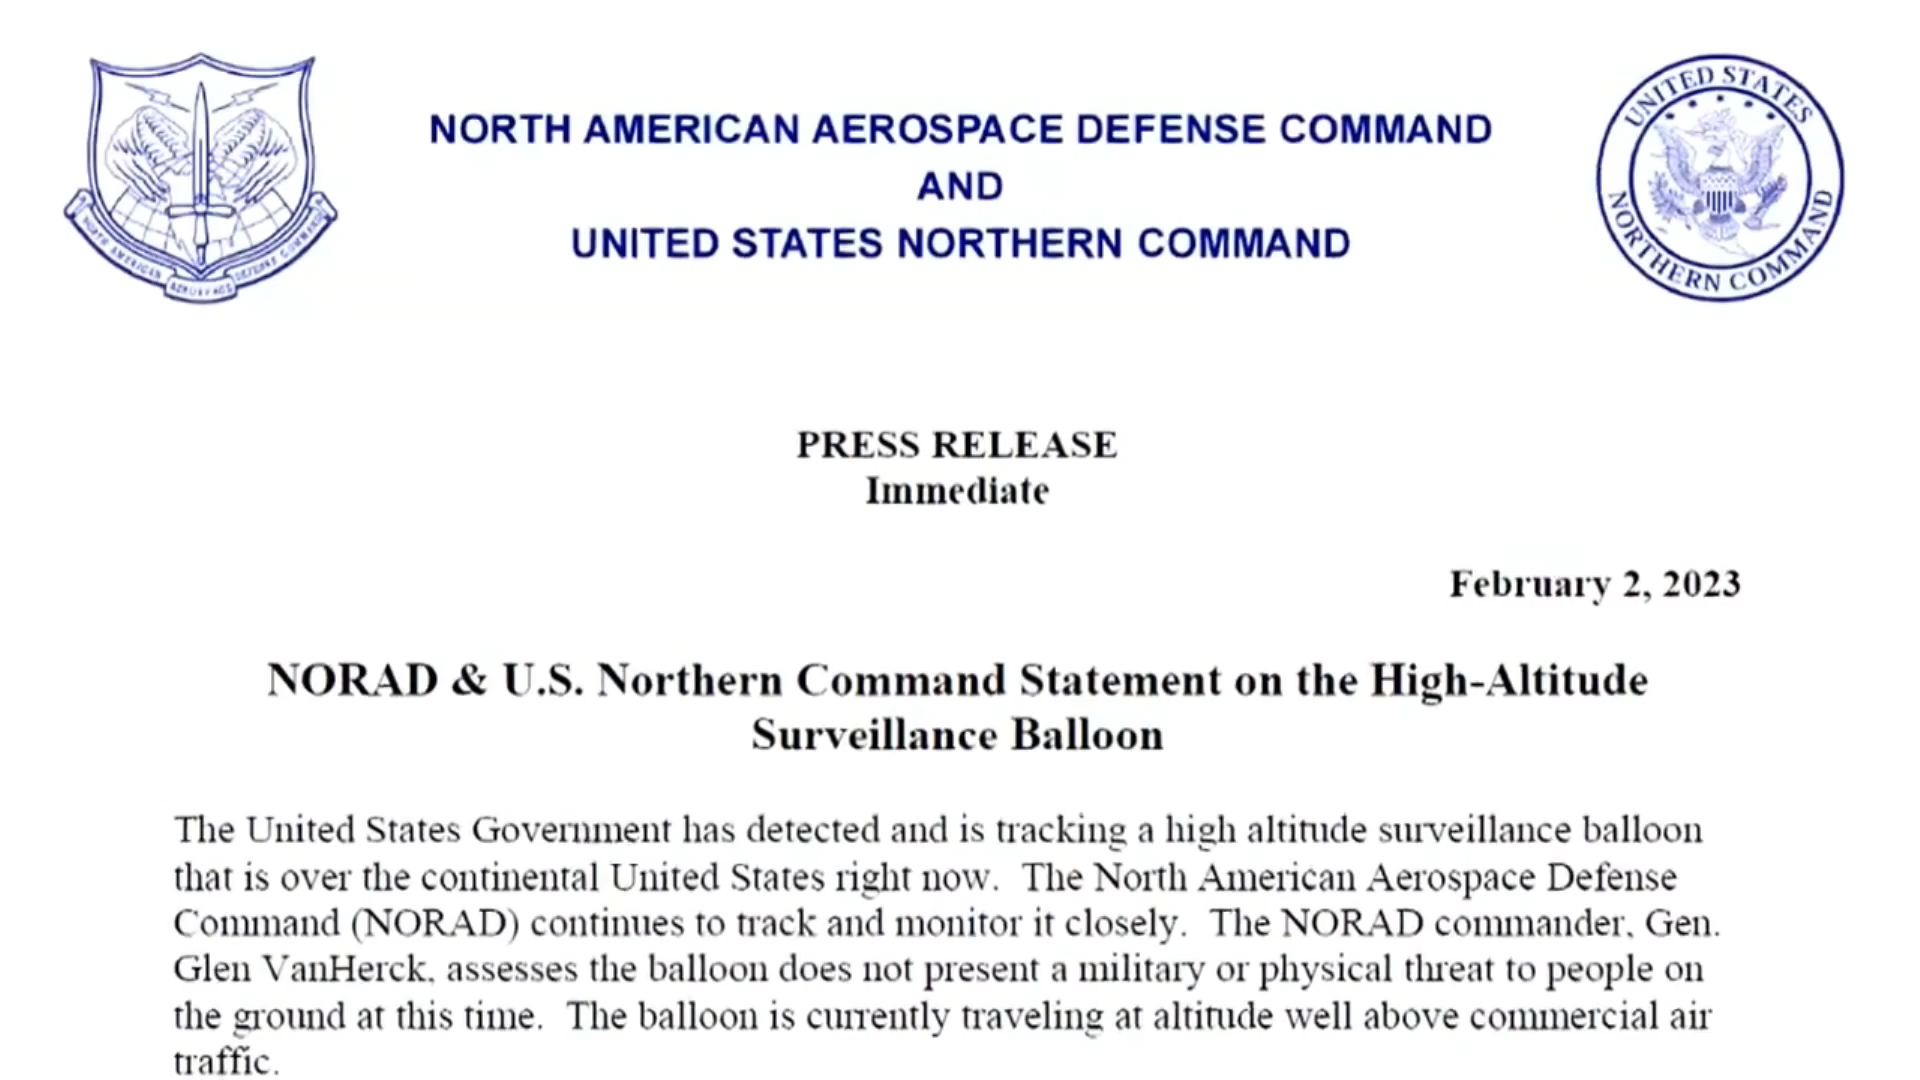 NORTH AMERICAN AEROSPACE DEFENSE COMMAND
AND
UNITED STATES NORTHERN COMMAND
NORTH AMERICAN
AEROSPACE
DEFENSE COMMAND
UNITED STATES
NORTHERN COMMAND
PRESS RELEASE
Immediate
February 2, 2023
NORAD & U.S. Northern Command Statement on the High-Altitude
Surveillance Balloon
The United States Government has detected and is tracking a high altitude surveillance balloon
that is over the continental United States right now.  The North American Aerospace Defense
Command (NORAD) continues to track and monitor it closely.  The NORAD commander, Gen.
Glen VanHerck, assesses the balloon does not present a military or physical threat to people on
the ground at this time.  The balloon is currently traveling at altitude well above commercial air
traffic.